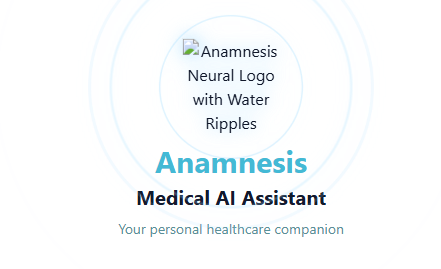 Anamnesis
Neural Logo
with Water
Ripples
Anamnesis
Medical AI Assistant
Your personal healthcare companion